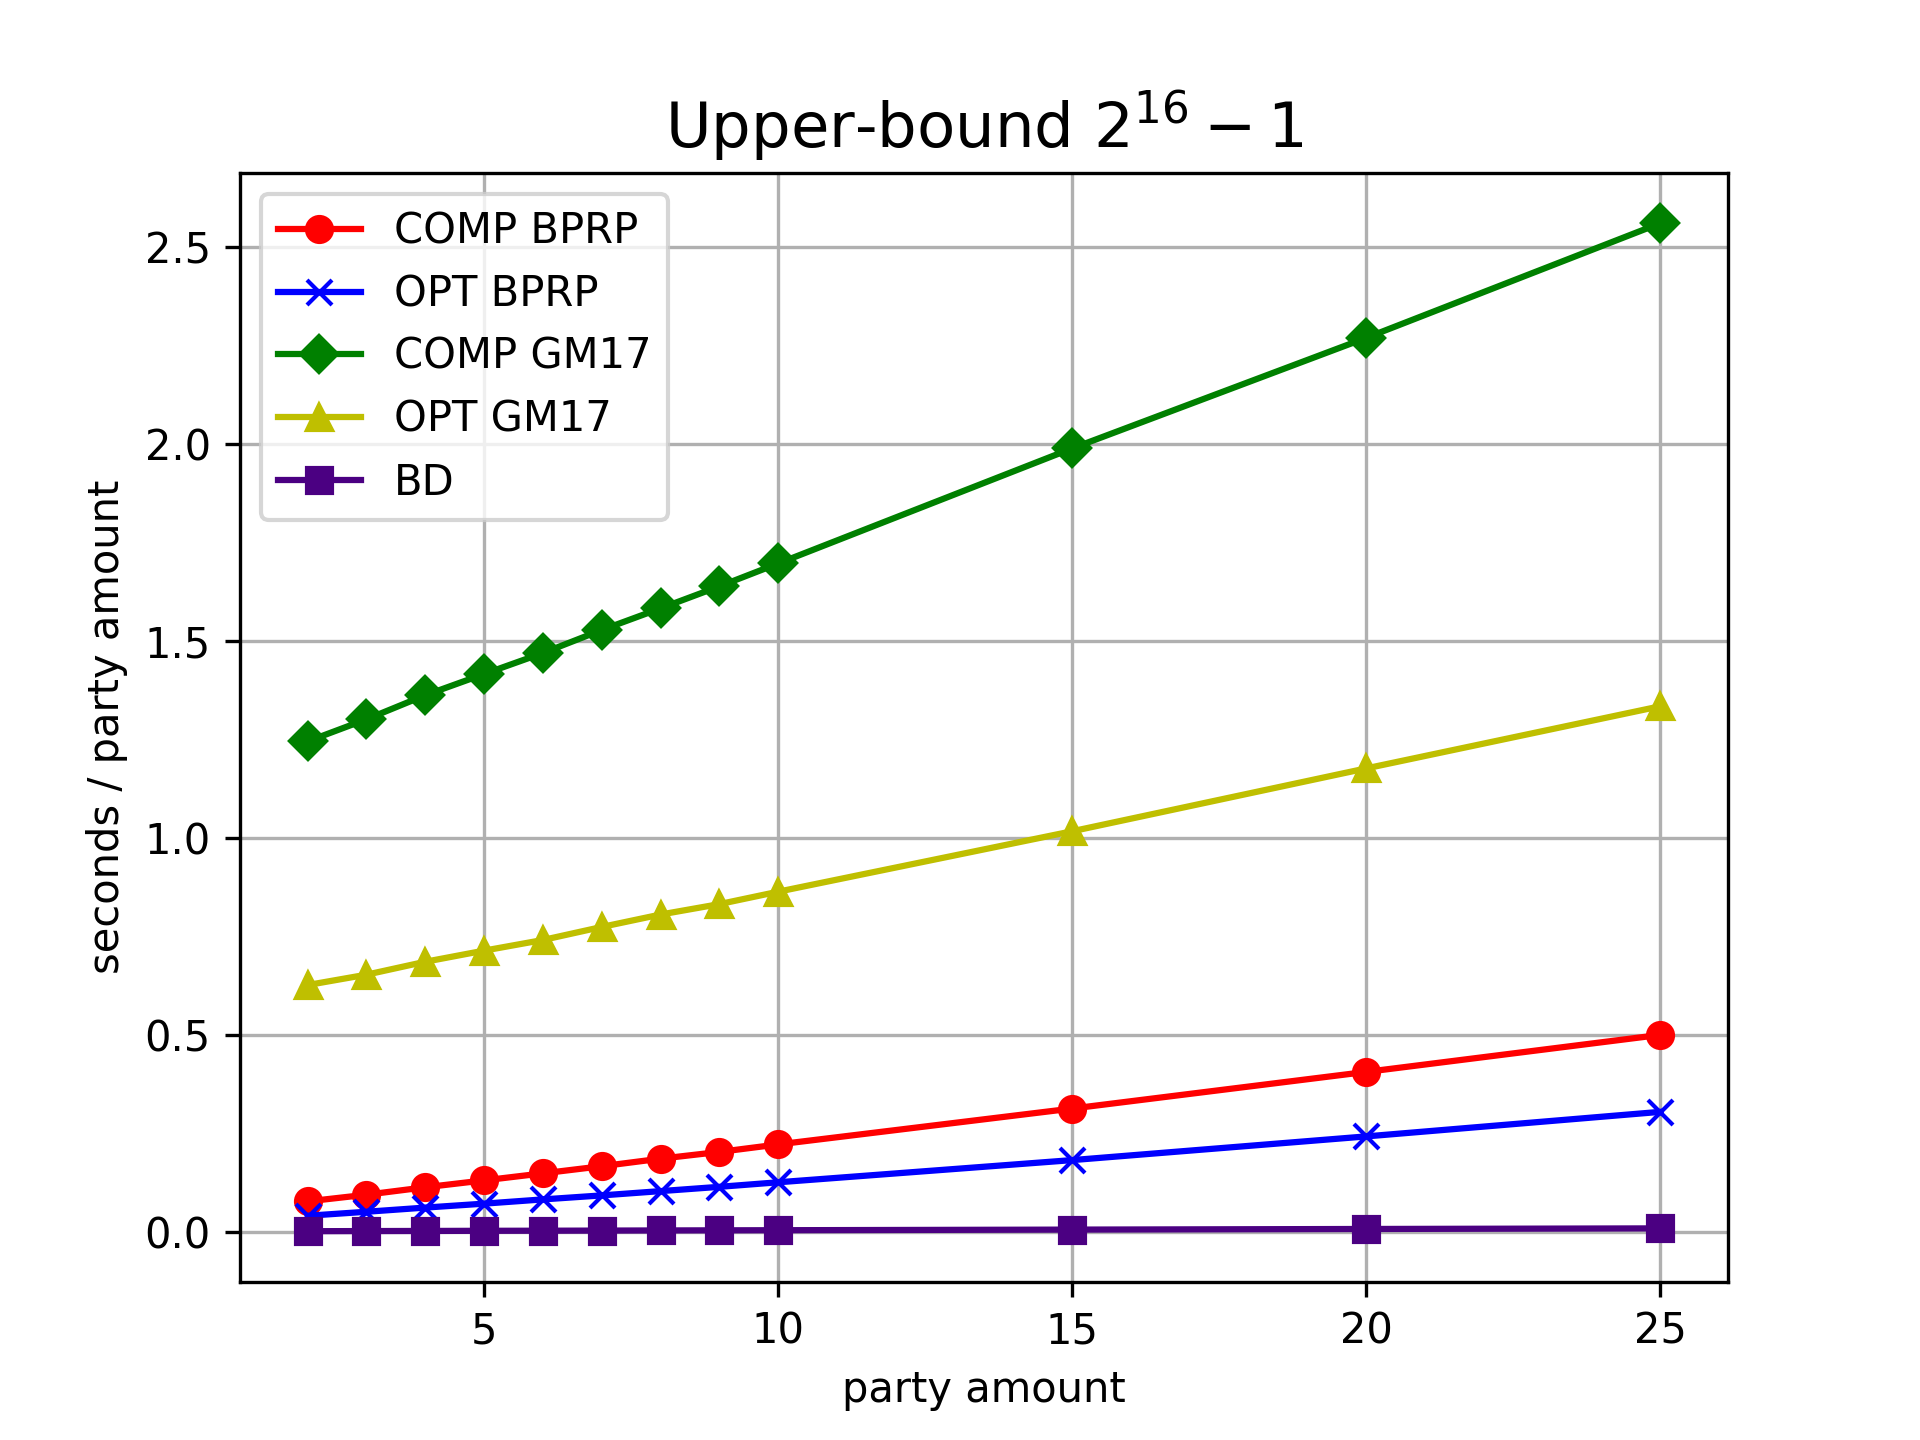 Upper-bound 2^16 − 1
COMP BPRP
OPT BPRP
COMP GM17
OPT GM17
BD
seconds / party amount
2.5
2.0
1.5
1.0
0.5
0.0
5 10 15 20 25
party amount